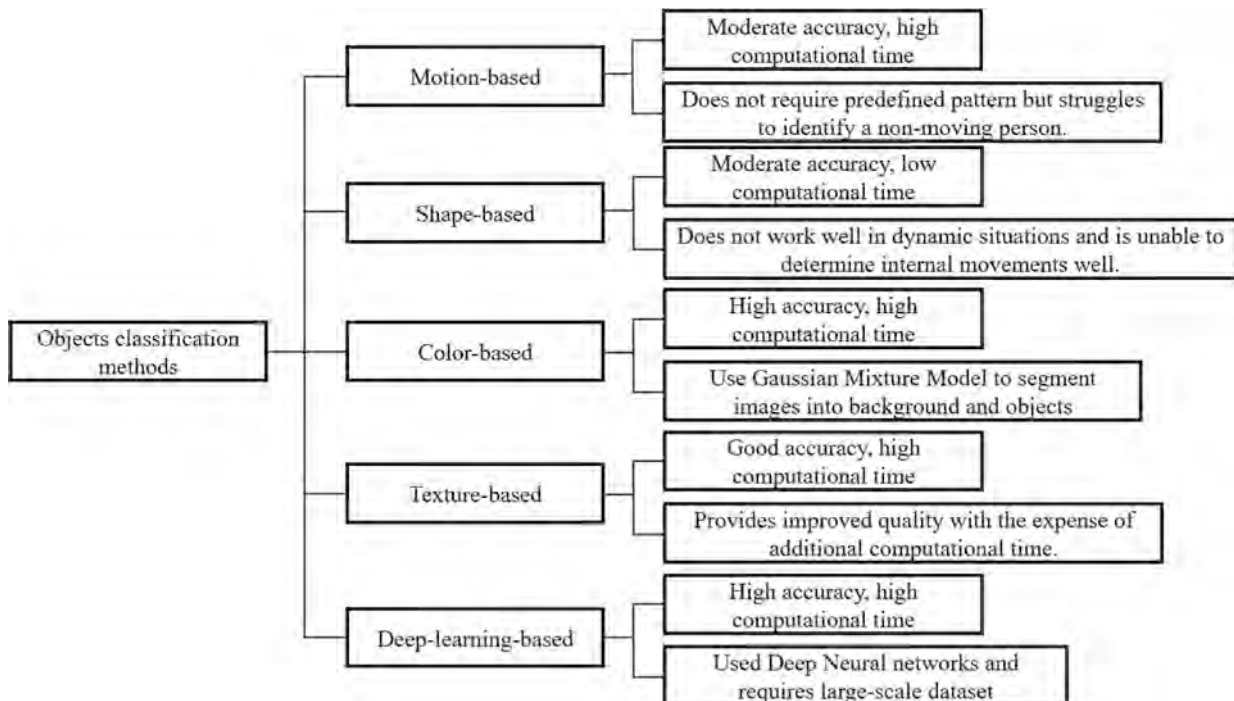 Objects classification
methods
Motion-based
Moderate accuracy, high
computational time
Does not require predefined pattern but struggles
to identify a non-moving person.
Shape-based
Moderate accuracy, low
computational time
Does not work well in dynamic situations and is unable to
determine internal movements well.
Color-based
High accuracy, high
computational time
Use Gaussian Mixture Model to segment
images into background and objects
Texture-based
Good accuracy, high
computational time
Provides improved quality with the expense of
additional computational time.
Deep-learning-based
High accuracy, high
computational time
Used Deep Neural networks and
requires large-scale dataset